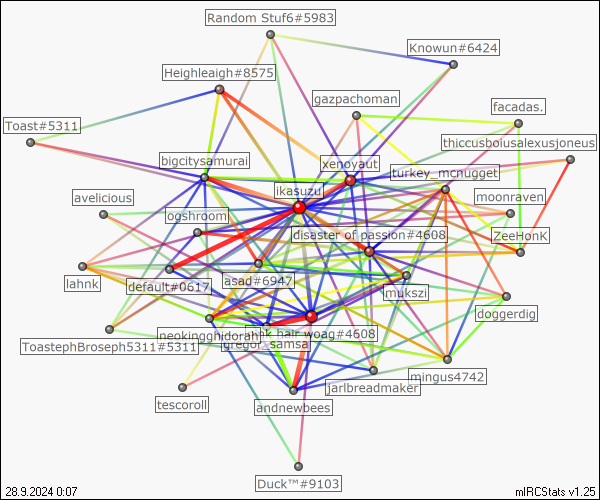 Random Stuf6#5983
Knowun#6424
Heighleaigh#8575
gazpachoman
facadas.
Toast#5311
thiccusboiusalexusjoneus
bigcitysamurai
xenoyaut
turkey_mcnugget
ikasuzu
avelicious
moonraven
ogshroom
disaster of passion#4608
ZeeHonK
lahnk
default#0617
asad#6947
mukszi
doggerdig
neokingghidorah
hhk hair woag#4608
gregor_samsa
ToastephBroseph5311#5311
mingus4742
jarlbreadmaker
tescoroll
andnewbees
Duck™#9103
28.9.2024 0:07
mIRCStats v1.25